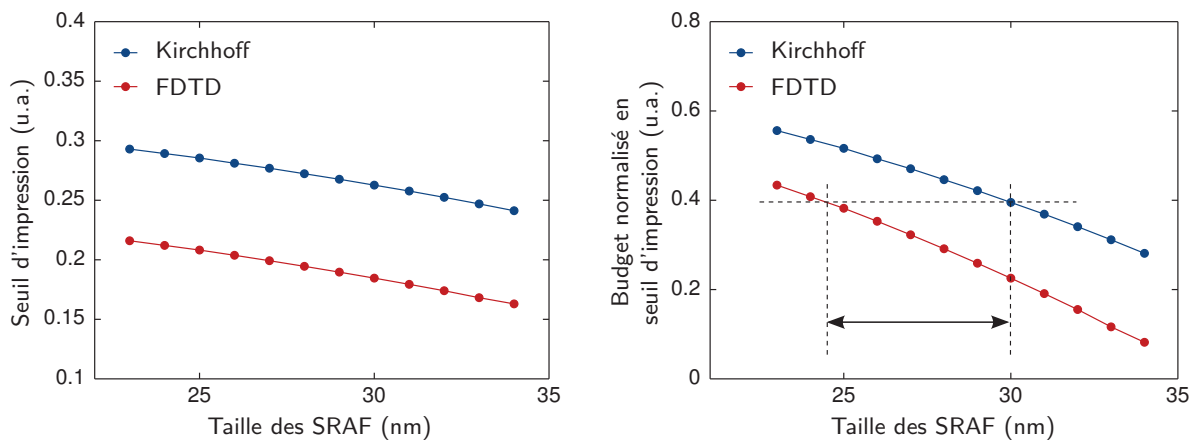 Seuil d'impression (u.a.)
0.4
0.35
0.3
0.25
0.2
0.15
0.1
Kirchhoff
FDTD
25
30
35
Taille des SRAF (nm)
Budget normalisé en
seuil d'impression (u.a.)
0.8
0.6
0.4
0.2
0
Kirchhoff
FDTD
25
30
35
Taille des SRAF (nm)